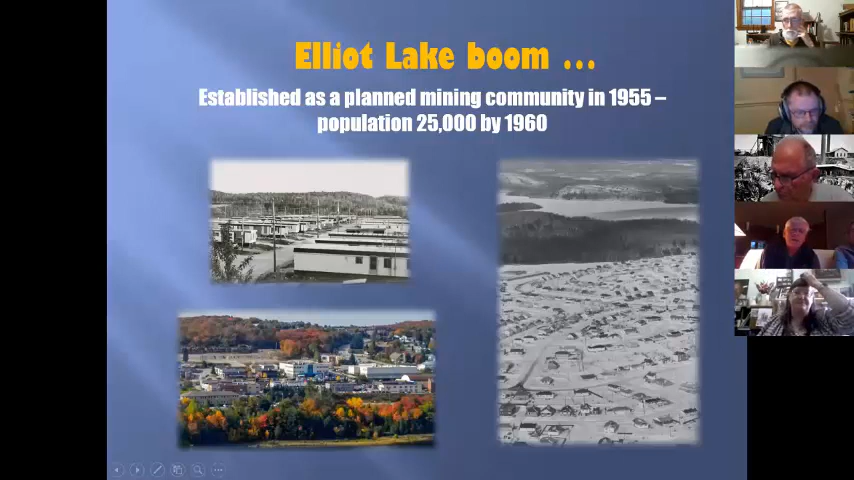 Elliot Lake boom ...
Established as a planned mining community in 1955 –
population 25,000 by 1960